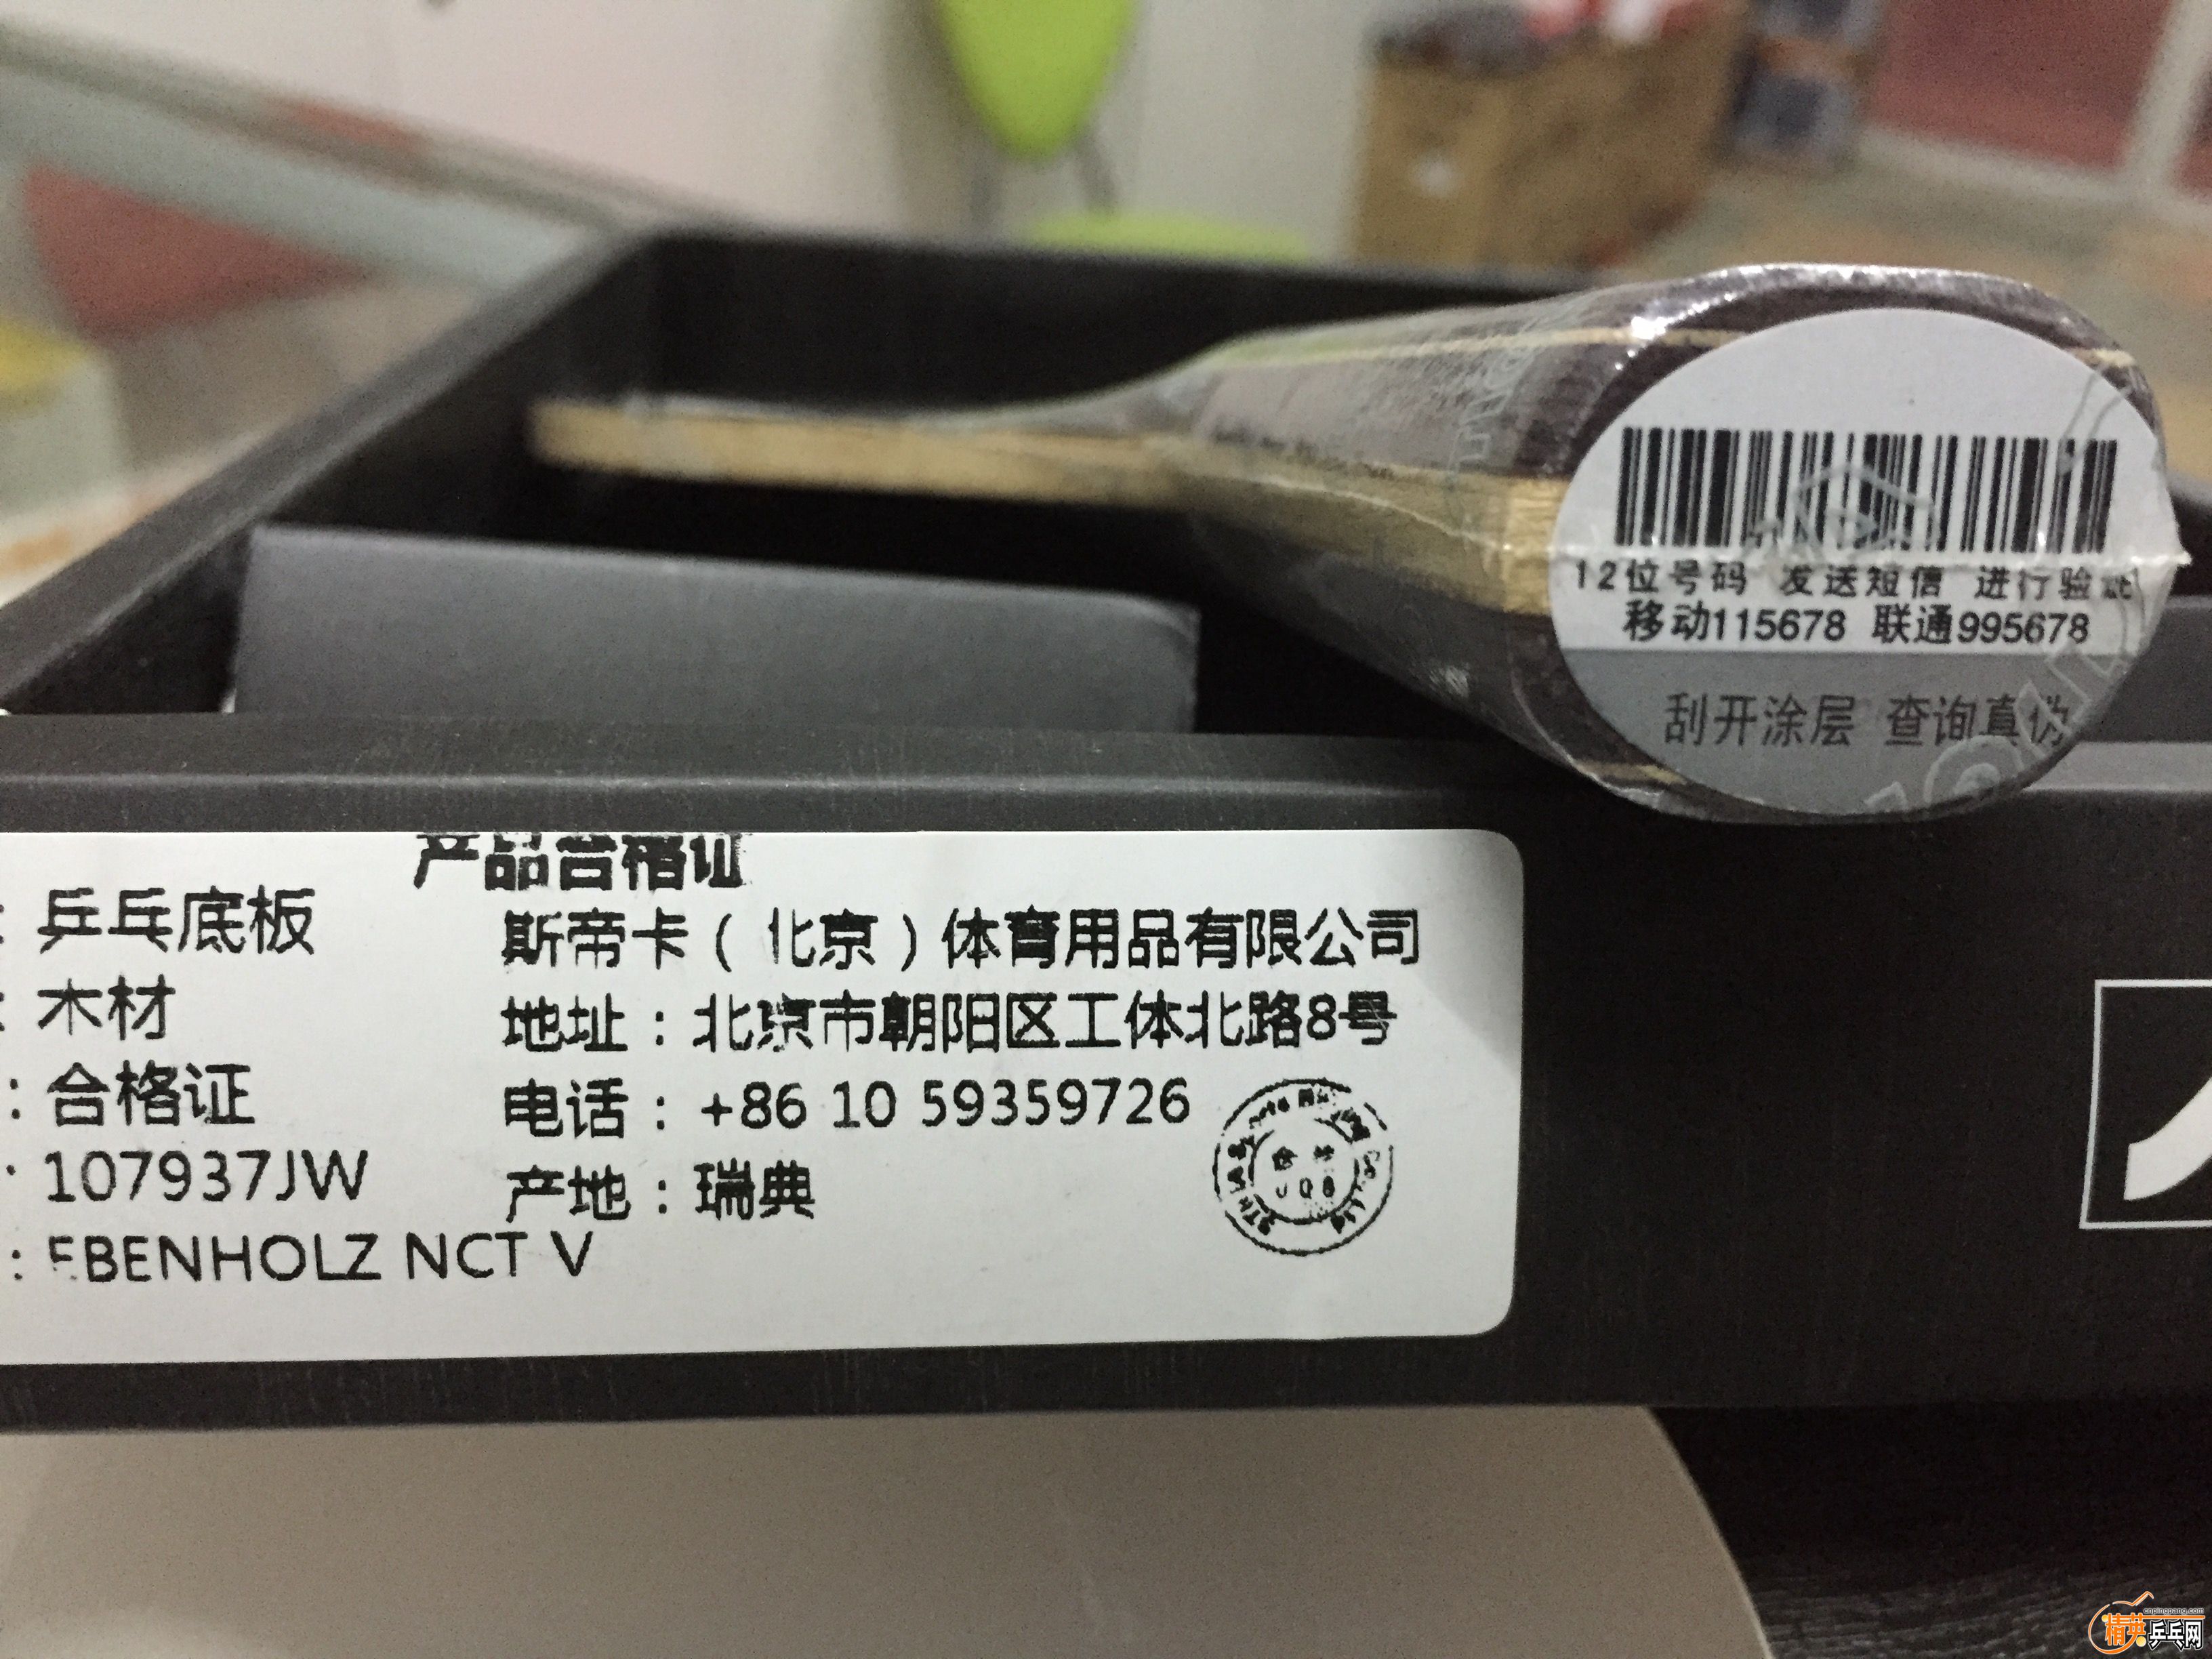 12位号码 发送短信 进行验证
移动115678 联通995678
刮开涂层 查询真伪
产品合格证
: 乒乓底板
斯帝卡（北京）体育用品有限公司
: 木材
地址：北京市朝阳区工体北路8号
: 合格证
电话：+86 10 59359726
: 107937JW
产地：瑞典
: EBENHOLZ NCT V
cnpingpang.com
精英乒乓网